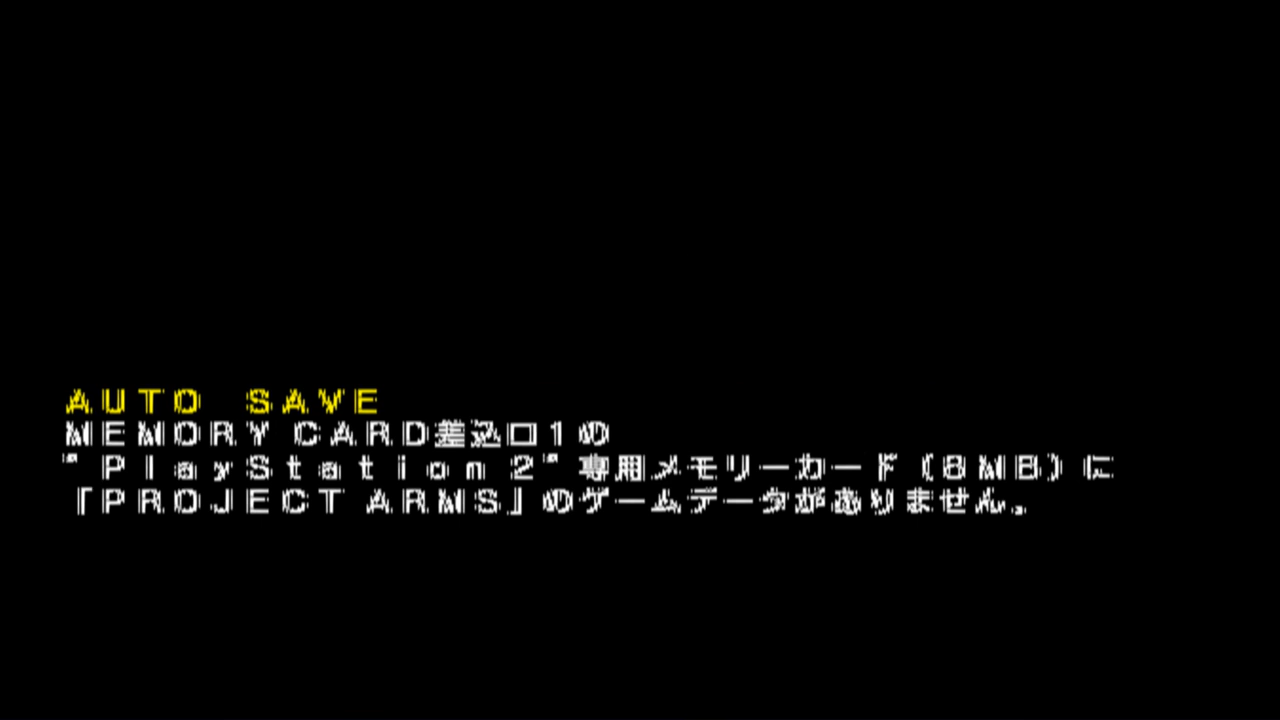 AUTO SAVE
MEMORY CARD差込口1の
"PlayStation 2"専用メモリーカード(8MB)に
「PROJECT ARMS」のゲームデータがありません。